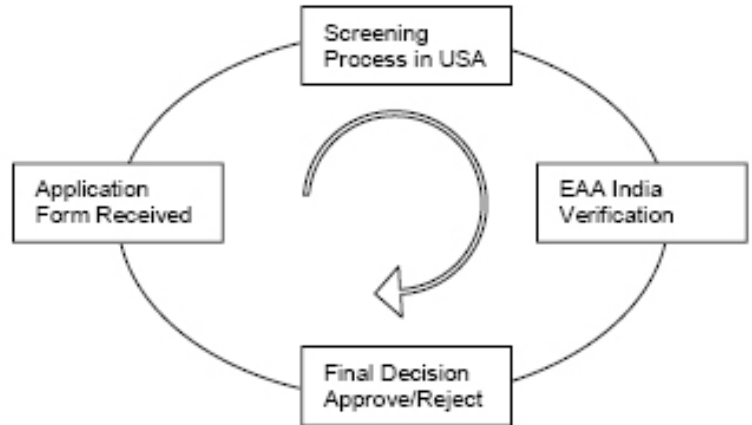 Screening
Process in USA
Application
Form Received
EAA India
Verification
Final Decision
Approve/Reject